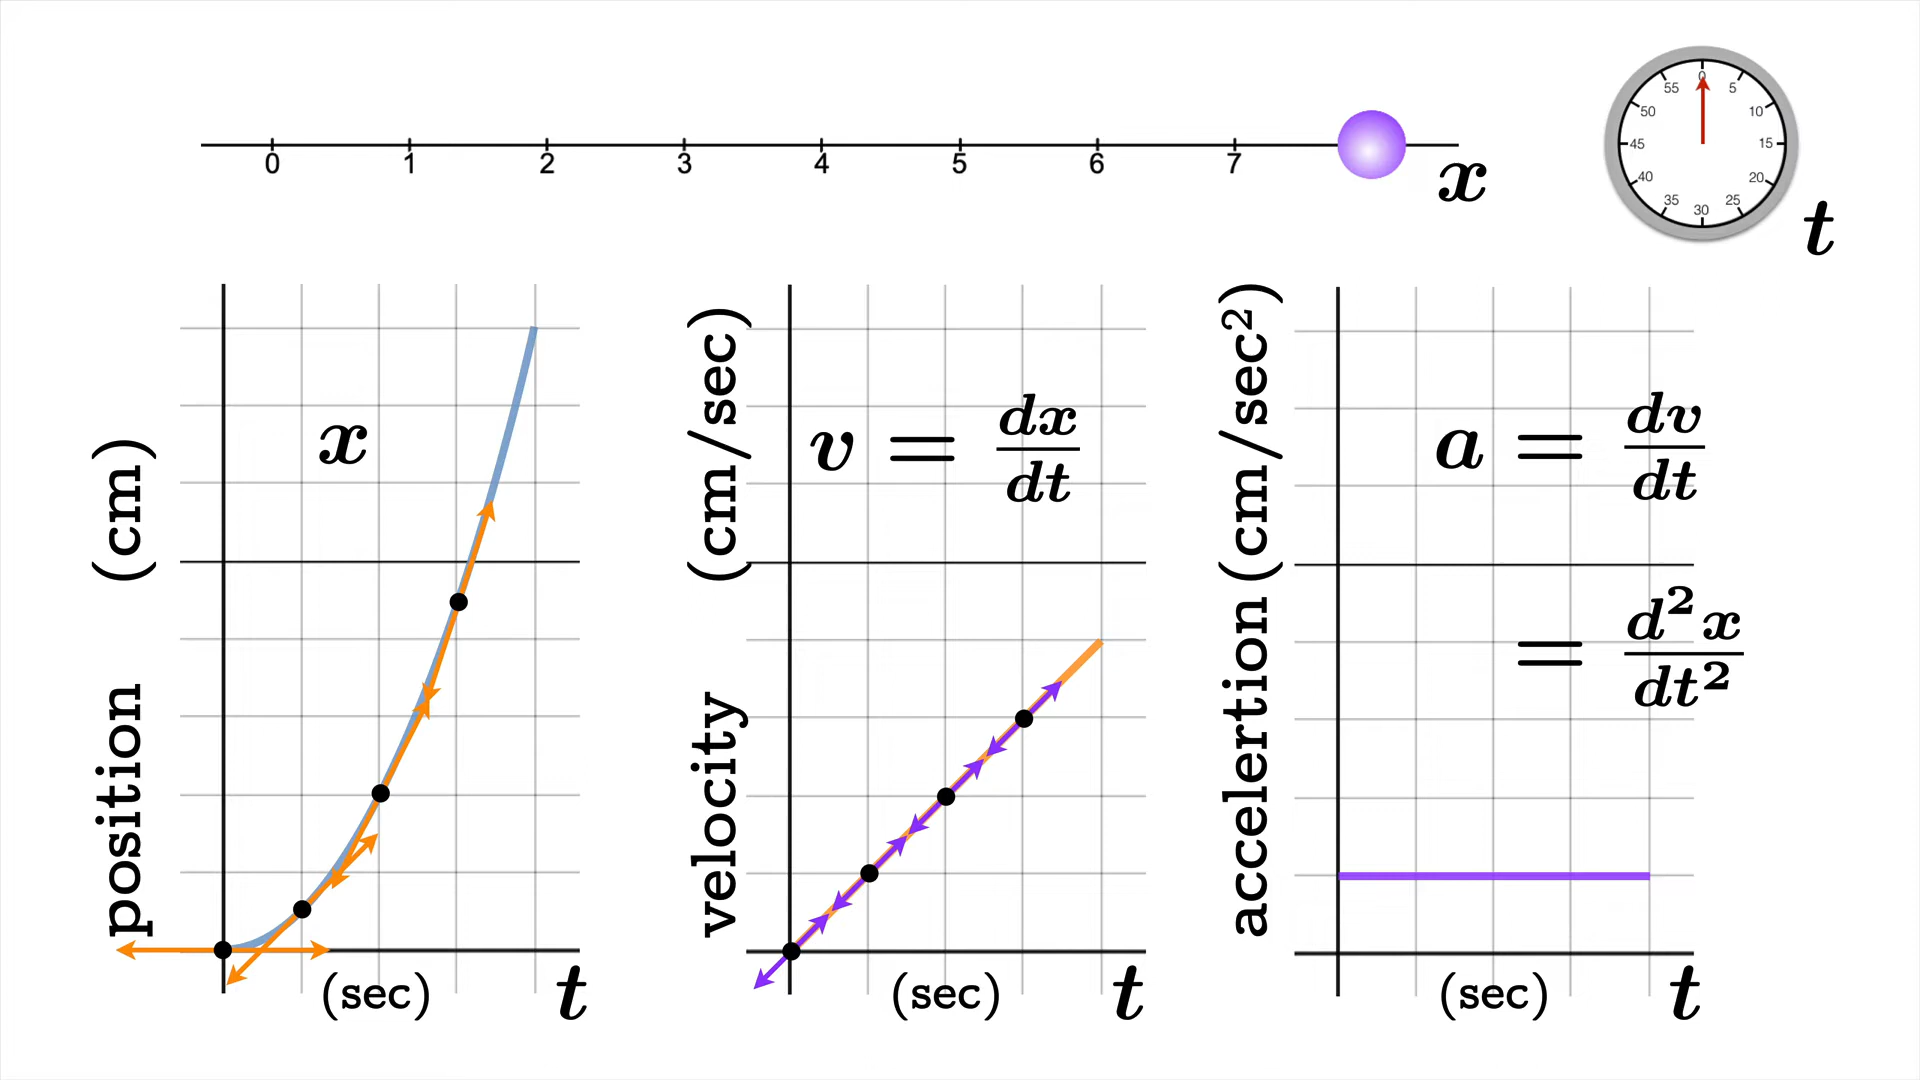 0 1 2 3 4 5 6 7
x
0
5
10
15
20
25
30
35
40
45
50
55
t
position (cm)
x
(sec) t
velocity (cm/sec)
v = dx/dt
(sec) t
accelertion (cm/sec²)
a = dv/dt
= d²x/dt²
(sec) t